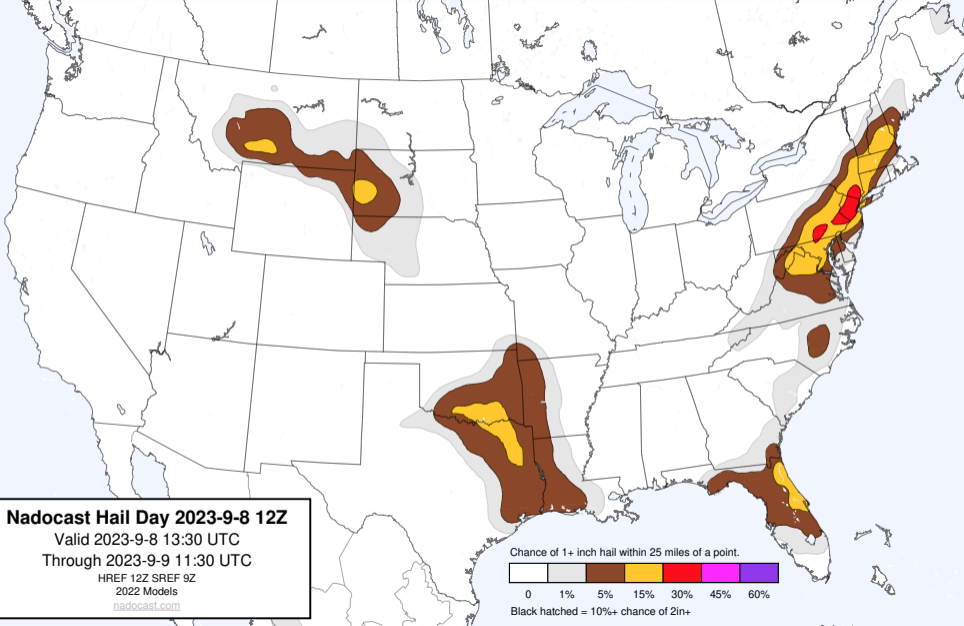 Nadocast Hail Day 2023-9-8 12Z
Valid 2023-9-8 13:30 UTC
Through 2023-9-9 11:30 UTC
HREF 12Z SREF 9Z
2022 Models
nadocast.com
Chance of 1+ inch hail within 25 miles of a point.
0 1% 5% 15% 30% 45% 60%
Black hatched = 10%+ chance of 2in+